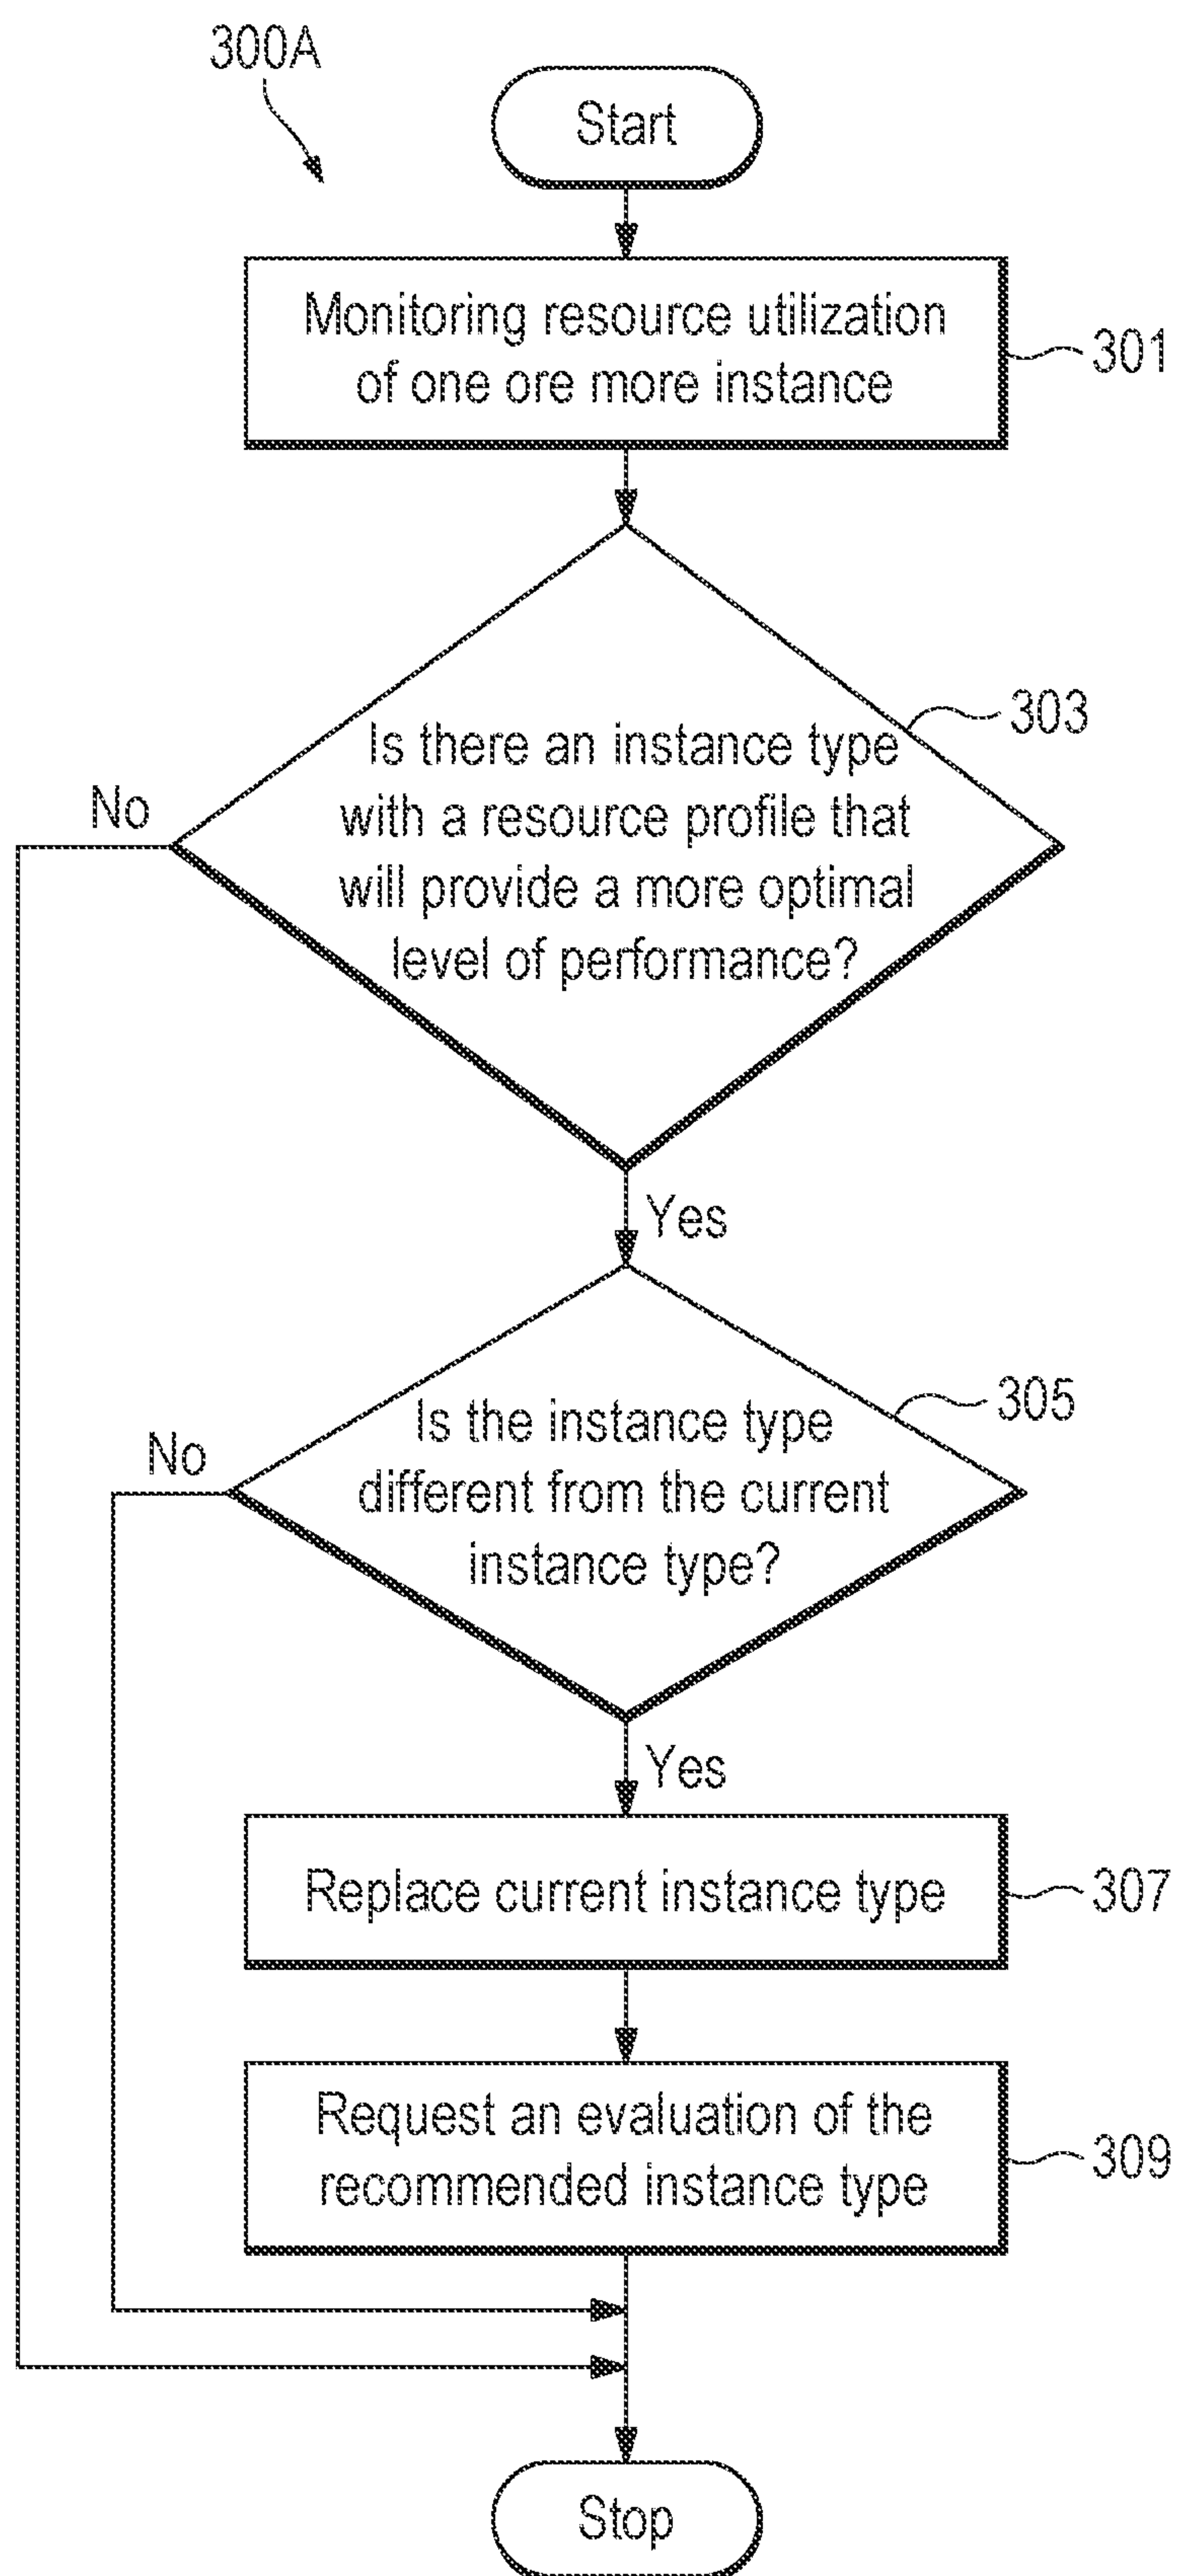 300A
Start
Monitoring resource utilization
of one ore more instance
301
303
Is there an instance type
with a resource profile that
will provide a more optimal
level of performance?
No
Yes
305
Is the instance type
different from the current
instance type?
No
Yes
Replace current instance type
307
Request an evaluation of the
recommended instance type
309
Stop